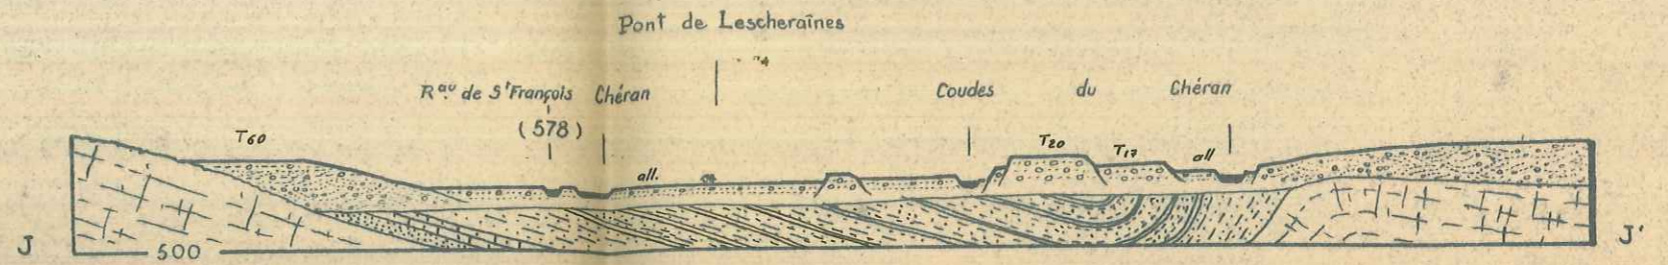 Pont de Lescheraînes
Rau de St François Chéran
(578)
Coudes du Chéran
T60
all.
T20 T17 all
J 500 J'